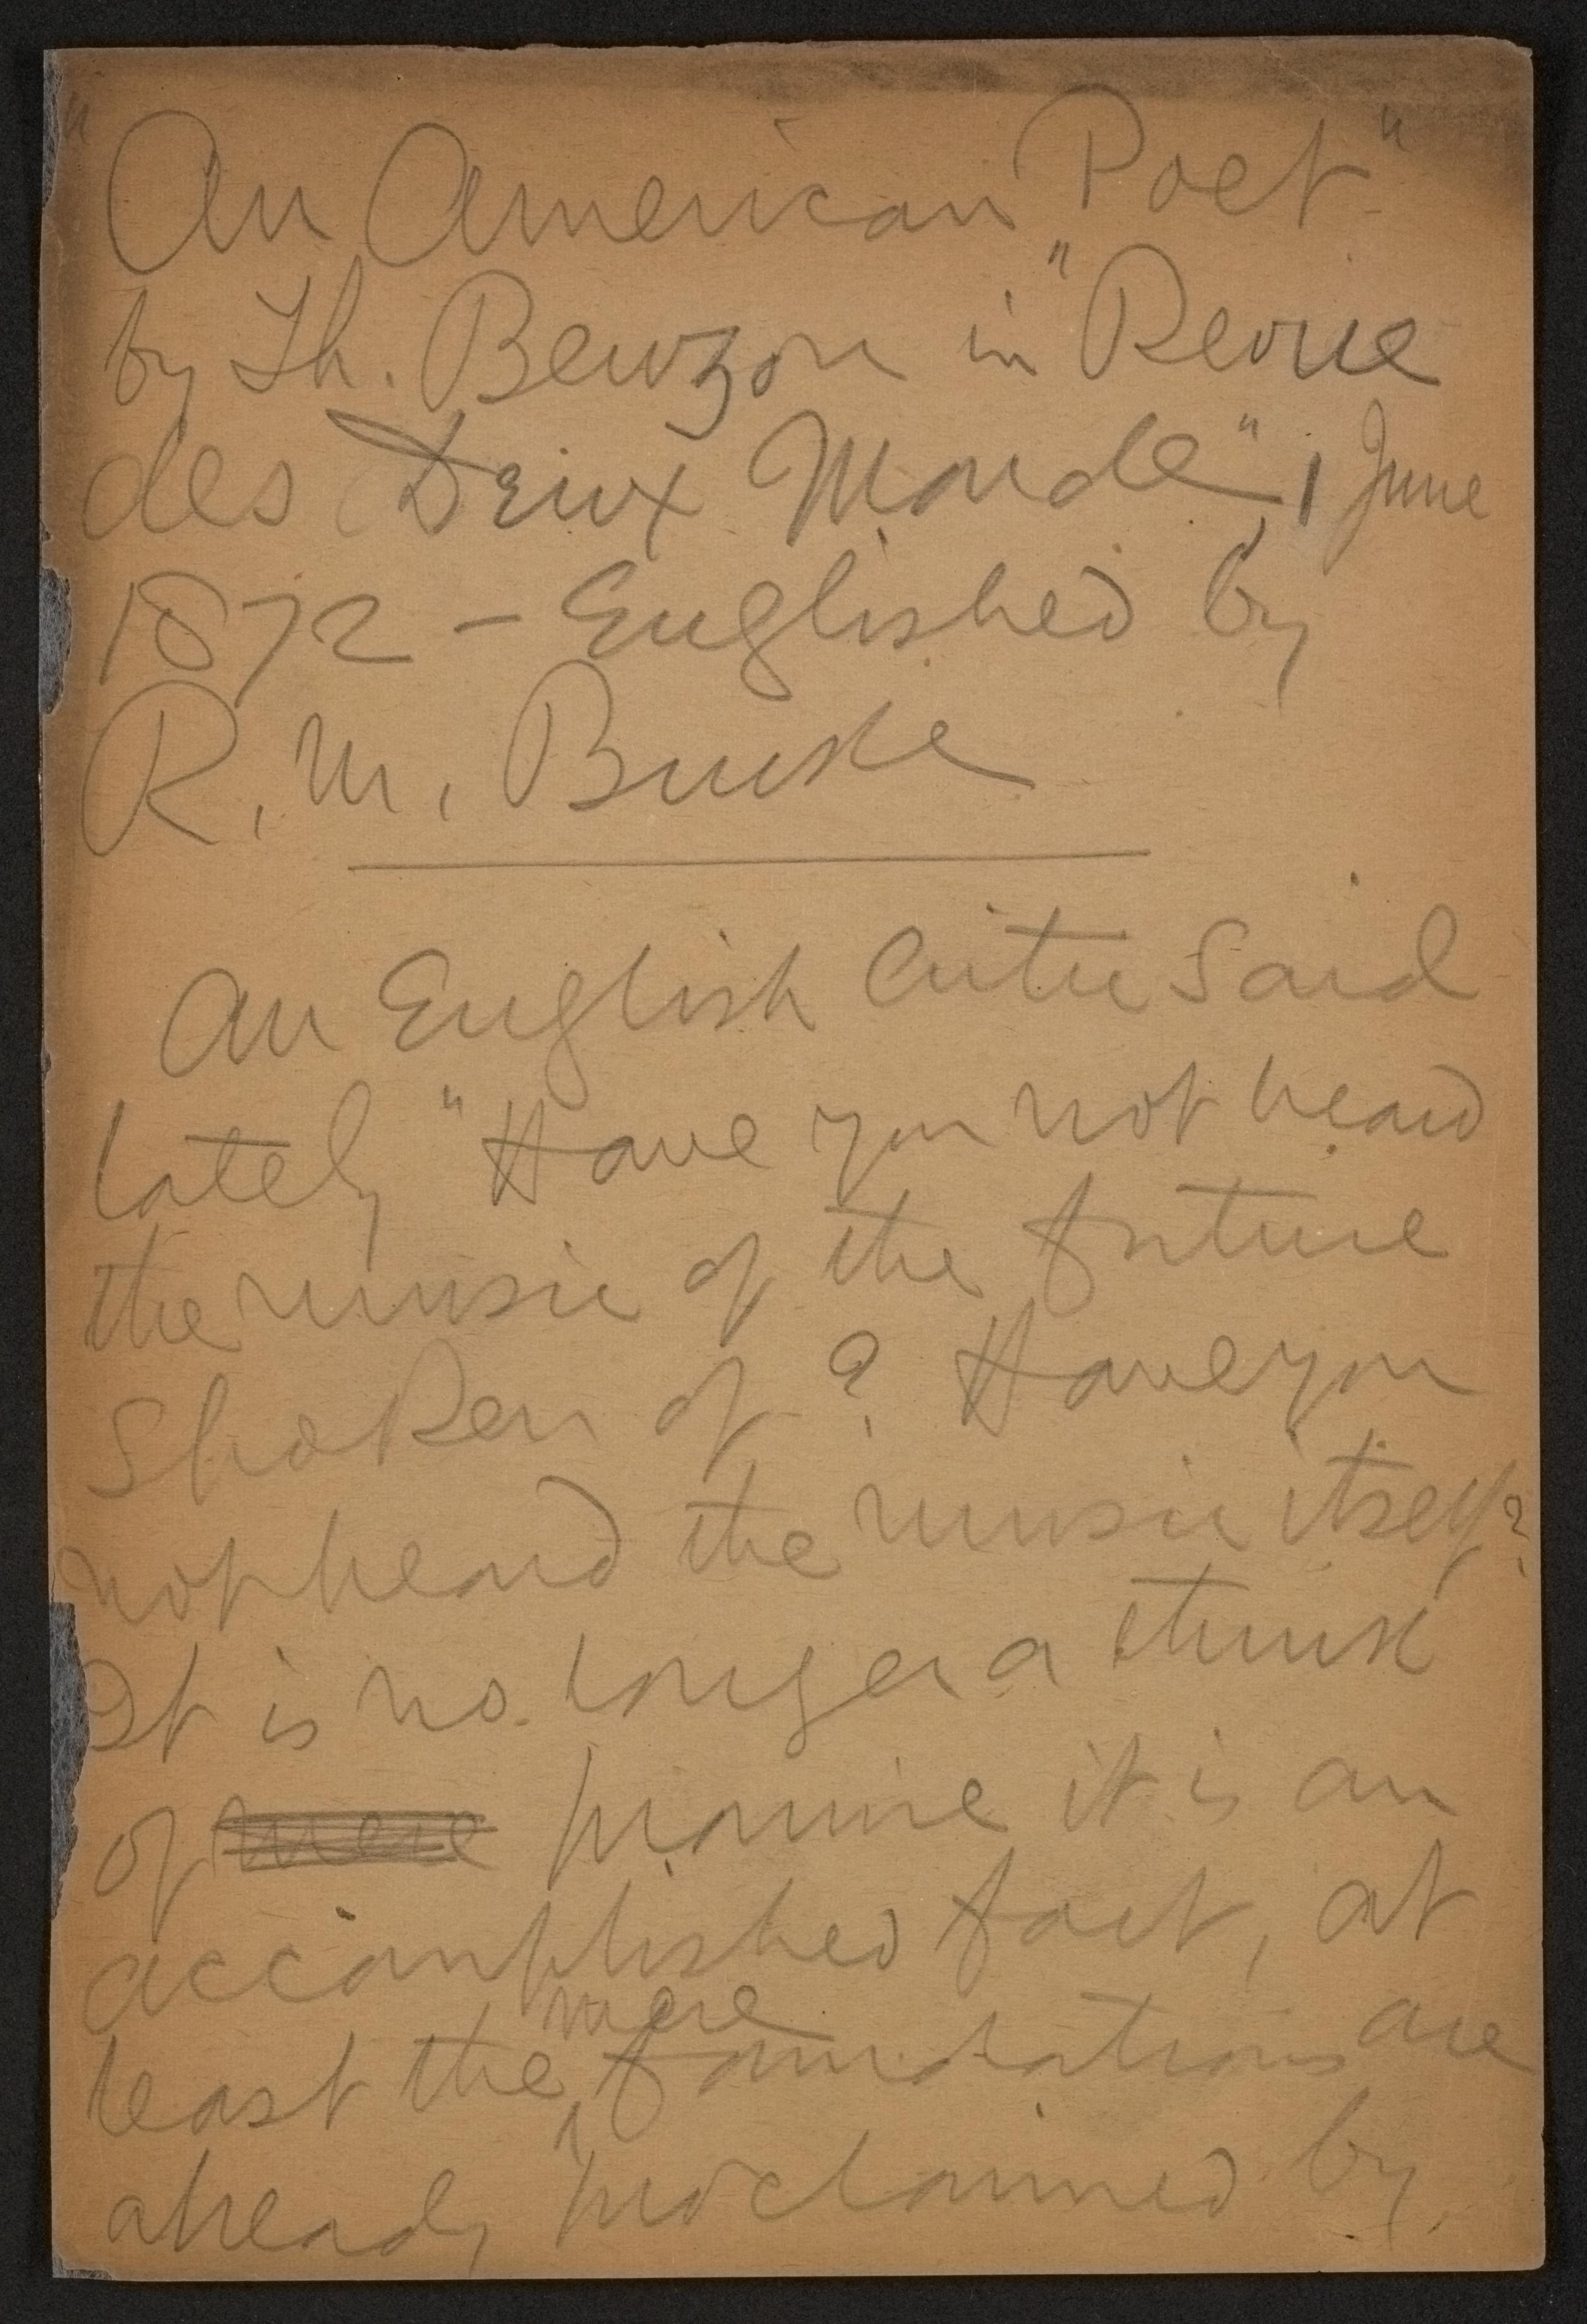 "An American Poet"
by Th. Bentzon in "Revue
des Deux Monde" 1 June
1872 - Englished by
R. M. Bucke
An English Critic said
lately "Have you not heard
the music of the future
spoken of? Have you
not heard the music itself?
It is no longer a
of mere promise it is an
accomplished fact, at
mere
least the foundations are
already proclaimed by